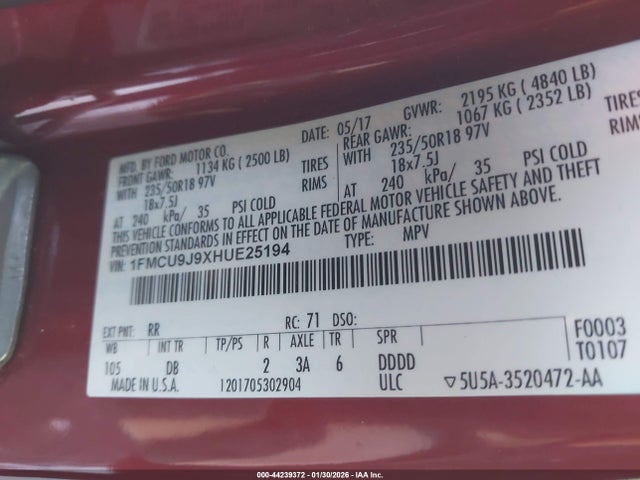 MFD. BY FORD MOTOR CO.
DATE: 05/17 GVWR: 2195 KG ( 4840 LB)
FRONT GAWR: 1134 KG ( 2500 LB)
REAR GAWR: 1067 KG ( 2352 LB)
WITH 235/50R18 97V TIRES
WITH 235/50R18 97V TIRES
18x7.5J RIMS
18x7.5J RIMS
AT 240 kPa/ 35 PSI COLD
AT 240 kPa/ 35 PSI COLD
THIS VEHICLE CONFORMS TO ALL APPLICABLE FEDERAL MOTOR VEHICLE SAFETY AND THEFT
PREVENTION STANDARDS IN EFFECT ON THE DATE OF MANUFACTURE SHOWN ABOVE.
VIN: 1FMCU9J9XHUE25194 TYPE: MPV
F0003
T0107
EXT PNT: RR RC: 71 DSO:
WB INT TR TP/PS R AXLE TR SPR
105 DB 2 3A 6 DDDD
MADE IN U.S.A. 1201705302904 ULC ▽5U5A-3520472-AA
000-44239372 | 01/30/2026 - IAA Inc.